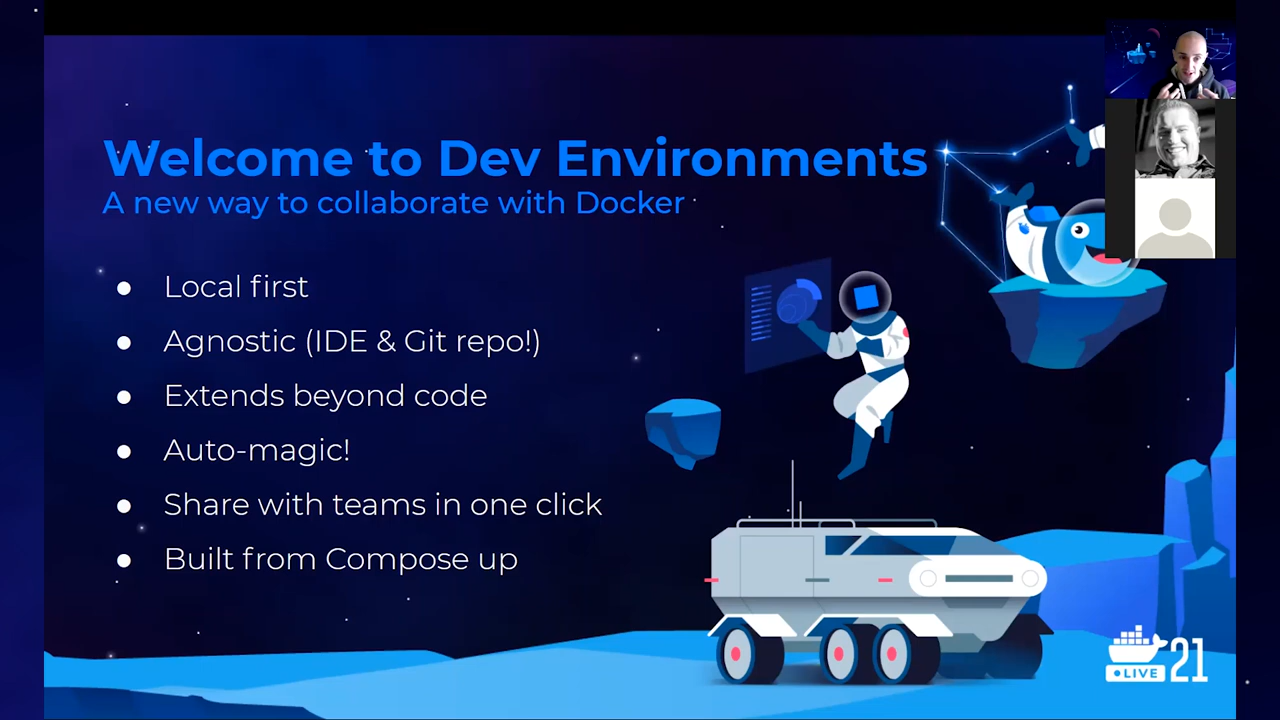 Welcome to Dev Environments
A new way to collaborate with Docker
● Local first
● Agnostic (IDE & Git repo!)
● Extends beyond code
● Auto-magic!
● Share with teams in one click
● Built from Compose up
LIVE 21